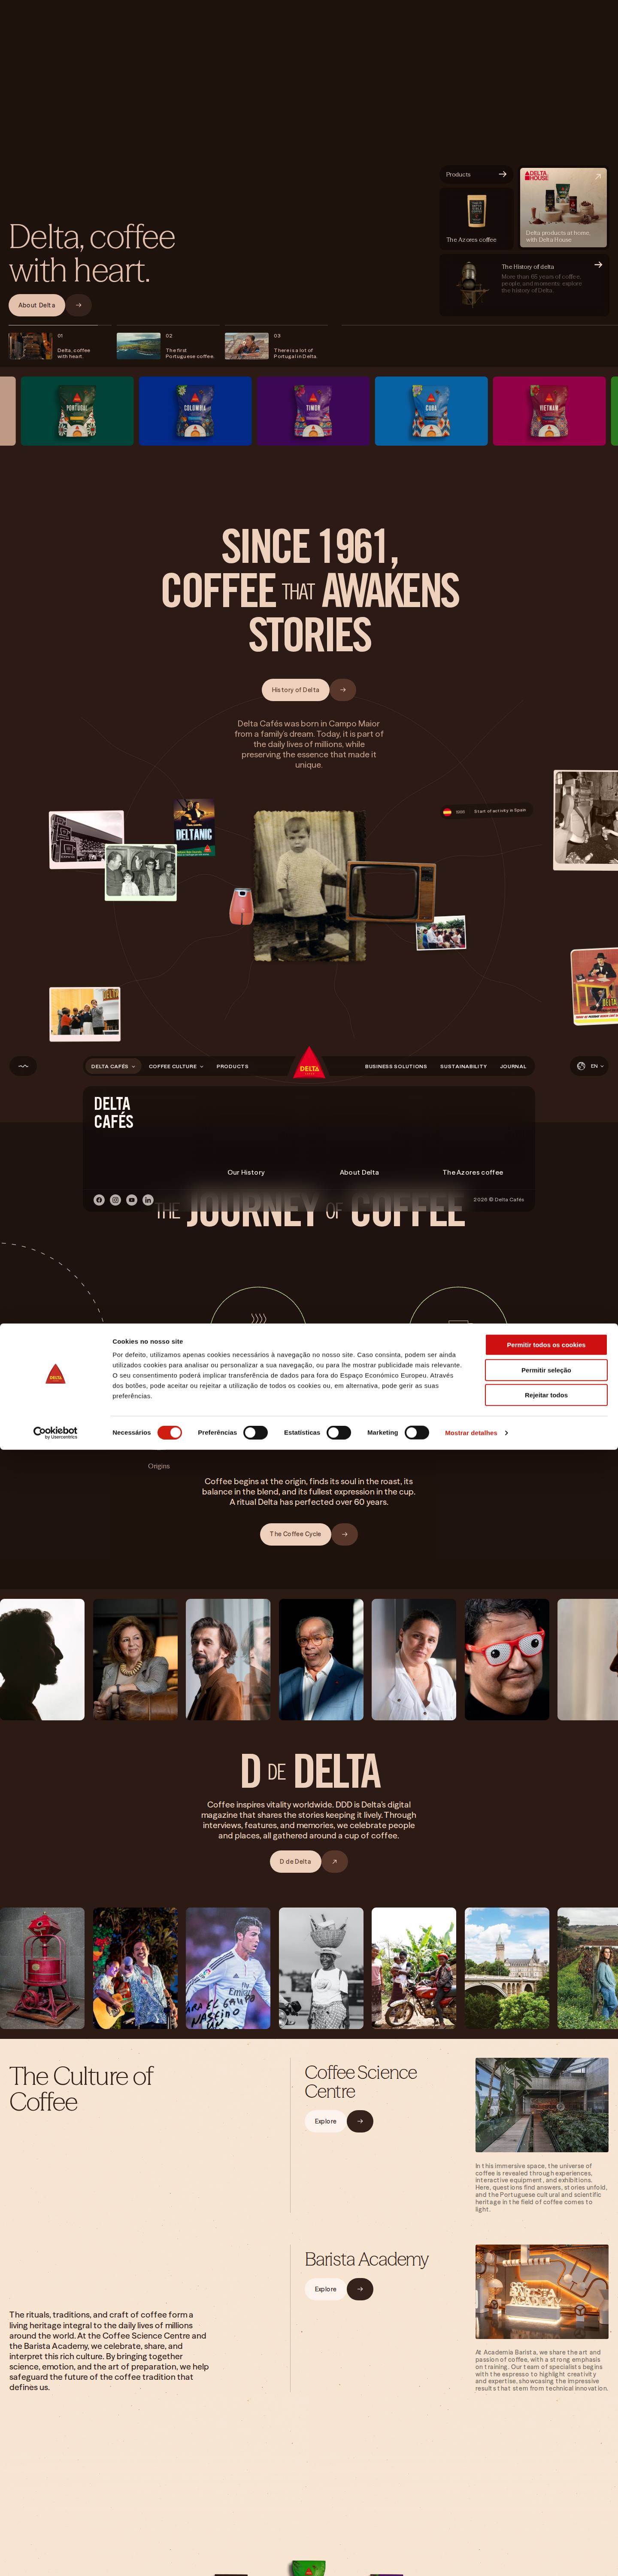 Products
DELTA
HOUSE
The Azores coffee
Delta products at home,
with Delta House
The History of delta
More than 65 years of coffee,
people, and moments: explore
the history of Delta.
Delta, coffee
with heart.
About Delta
01
Delta, coffee
with heart.
02
The first
Portuguese coffee.
03
There is a lot of
Portugal in Delta.
PORTUGAL
COLUMBIA
TIMOR
CUBA
VIETNAM
SINCE 1961,
COFFEE THAT AWAKENS
STORIES
History of Delta
Delta Cafés was born in Campo Maior
from a family's dream. Today, it is part of
the daily lives of millions, while
preserving the essence that made it
unique.
DELTANIC
Start of activity in Spain
DELTA CAFÉS
COFFEE CULTURE
PRODUCTS
DELTA
BUSINESS SOLUTIONS
SUSTAINABILITY
JOURNAL
EN
DELTA
CAFÉS
Our History
About Delta
The Azores coffee
2026 © Delta Cafés
THE JOURNEY OF COFFEE
Cookies no nosso site
Por defeito, utilizamos apenas cookies necessários à navegação no nosso site. Caso consinta, podem ser ainda
utilizados cookies para analisar ou personalizar a sua navegação, ou para lhe mostrar publicidade mais relevante.
O seu consentimento poderá implicar transferência de dados para fora do Espaço Económico Europeu. Através
dos botões, pode aceitar ou rejeitar a utilização de todos os cookies ou, em alternativa, pode gerir as suas
preferências.
Permitir todos os cookies
Permitir seleção
Rejeitar todos
DELTA
Cookiebot
by Usercentrics
Necessários
Preferências
Estatísticas
Marketing
Mostrar detalhes
Origins
Coffee begins at the origin, finds its soul in the roast, its
balance in the blend, and its fullest expression in the cup.
A ritual Delta has perfected over 60 years.
The Coffee Cycle
D DE DELTA
Coffee inspires vitality worldwide. DDD is Delta's digital
magazine that shares the stories keeping it lively. Through
interviews, features, and memories, we celebrate people
and places, all gathered around a cup of coffee.
D de Delta
The Culture of
Coffee
Coffee Science
Centre
Explore
In this immersive space, the universe of
coffee is revealed through experiences,
interactive equipment, and exhibitions.
Here, questions find answers, stories unfold,
and the Portuguese cultural and scientific
heritage in the field of coffee comes to
light.
Barista Academy
Explore
The rituals, traditions, and craft of coffee form a
living heritage integral to the daily lives of millions
around the world. At the Coffee Science Centre and
the Barista Academy, we celebrate, share, and
interpret this rich culture. By bringing together
science, emotion, and the art of preparation, we help
safeguard the future of the coffee tradition that
defines us.
At Academia Barista, we share the art and
passion of coffee, with a strong emphasis
on training. Our team of specialists begins
with the espresso to highlight creativity
and expertise, showcasing the impressive
results that stem from technical innovation.